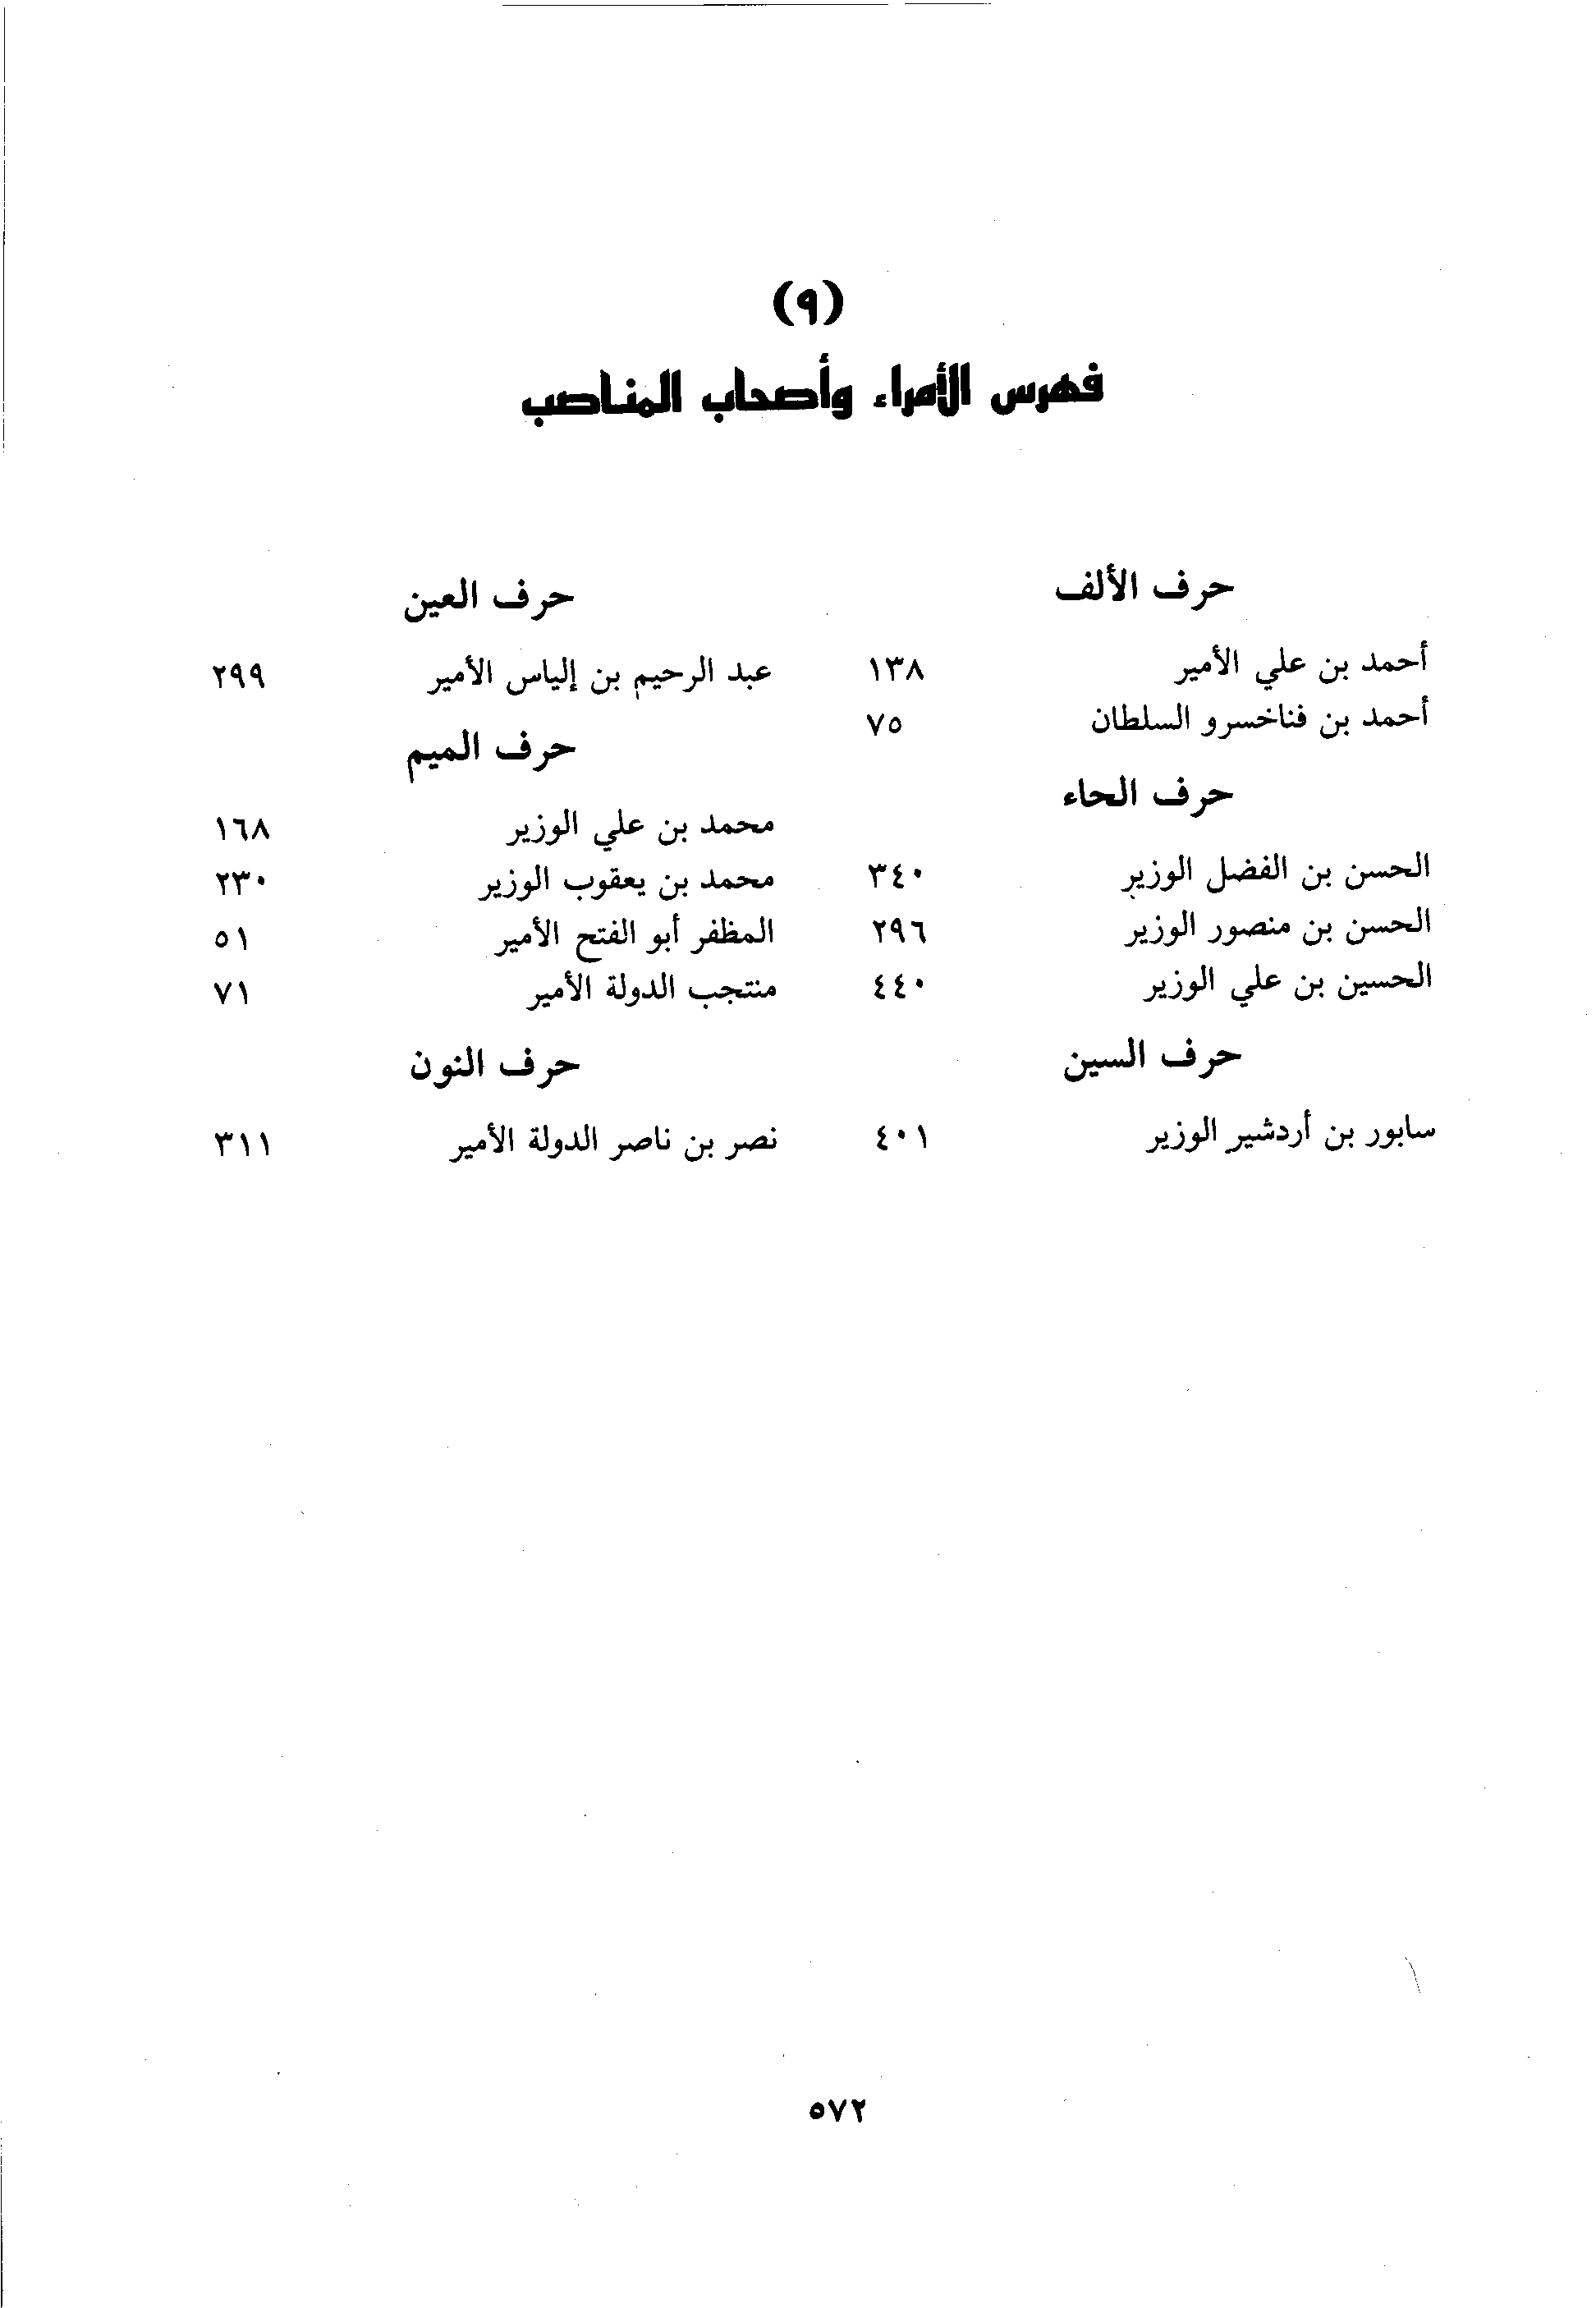 (٩)
فهرس الأمراء وأصحاب المناصب
حرف الألف
أحمد بن علي الأمير ١٣٨
أحمد بن فناخسرو السلطان ٧٥
حرف الحاء
الحسن بن الفضل الوزير ٣٤٠
الحسن بن منصور الوزير ٢٩٦
الحسين بن علي الوزير ٤٤٠
حرف السين
سابور بن أردشير الوزير ٤٠١
حرف العين
عبد الرحيم بن إلياس الأمير ٢٩٩
حرف الميم
محمد بن علي الوزير ١٦٨
محمد بن يعقوب الوزير ٢٣٠
المظفر أبو الفتح الأمير ٥١
منتجب الدولة الأمير ٧١
حرف النون
نصر بن ناصر الدولة الأمير ٣١١
٥٧٢